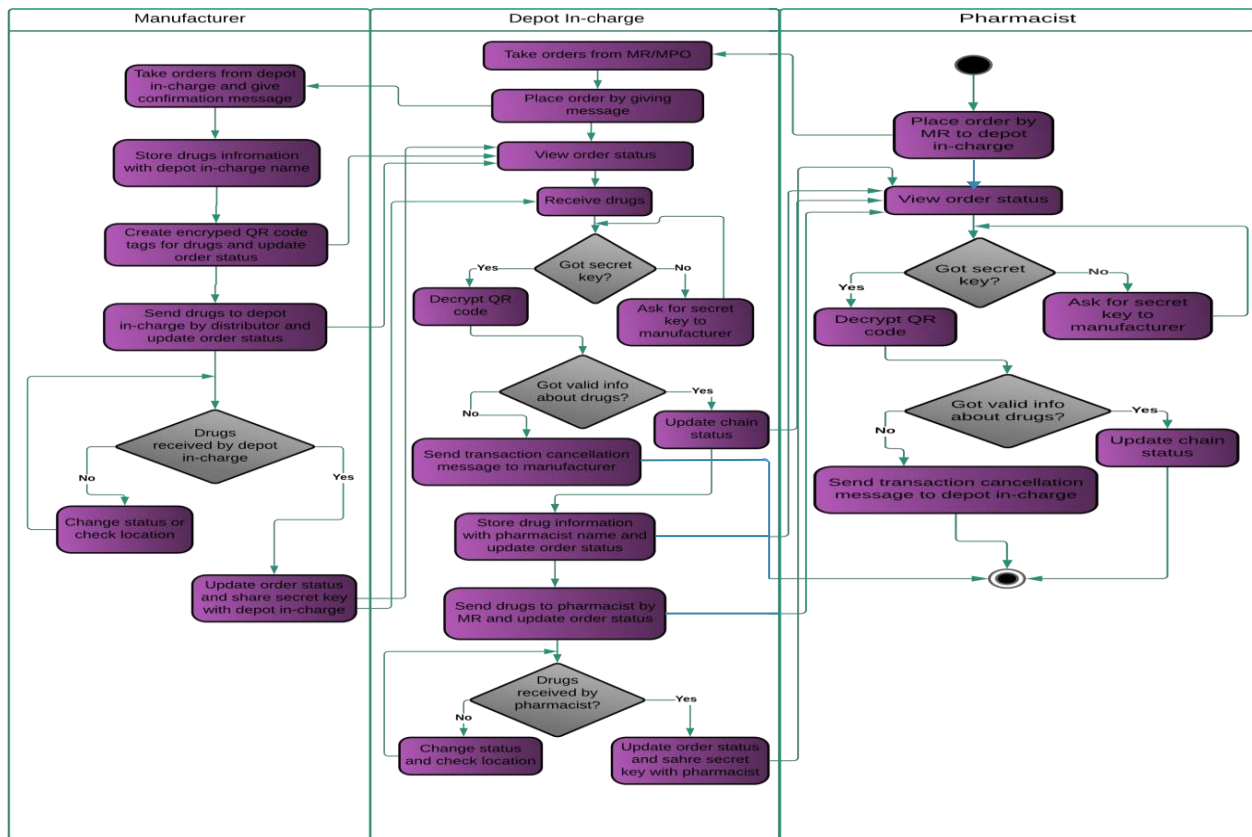 Manufacturer
Depot In-charge
Pharmacist
Take orders from depot
in-charge and give
confirmation message
Store drugs infromation
with depot in-charge name
Create encryped QR code
tags for drugs and update
order status
Send drugs to depot
in-charge by distributor and
update order status
Drugs
received by depot
in-charge
No
Yes
Change status or
check location
Update order status
and share secret key
with depot in-charge
Take orders from MR/MPO
Place order by giving
message
View order status
Receive drugs
Got secret
key?
Yes
No
Decrypt QR
code
Ask for secret
key to
manufacturer
Got valid info
about drugs?
Yes
No
Update chain
status
Send transaction cancellation
message to manufacturer
Store drug information
with pharmacist name and
update order status
Send drugs to pharmacist by
MR and update order status
Drugs
received by
pharmacist?
Yes
No
Change status
and check location
Update order status
and sahre secret
key with pharmacist
Place order by
MR to depot
in-charge
View order status
Got secret
key?
No
Yes
Ask for secret
key to manufacturer
Decrypt QR
code
Got valid info
about drugs?
Yes
No
Update chain
status
Send transaction cancellation
message to depot in-charge